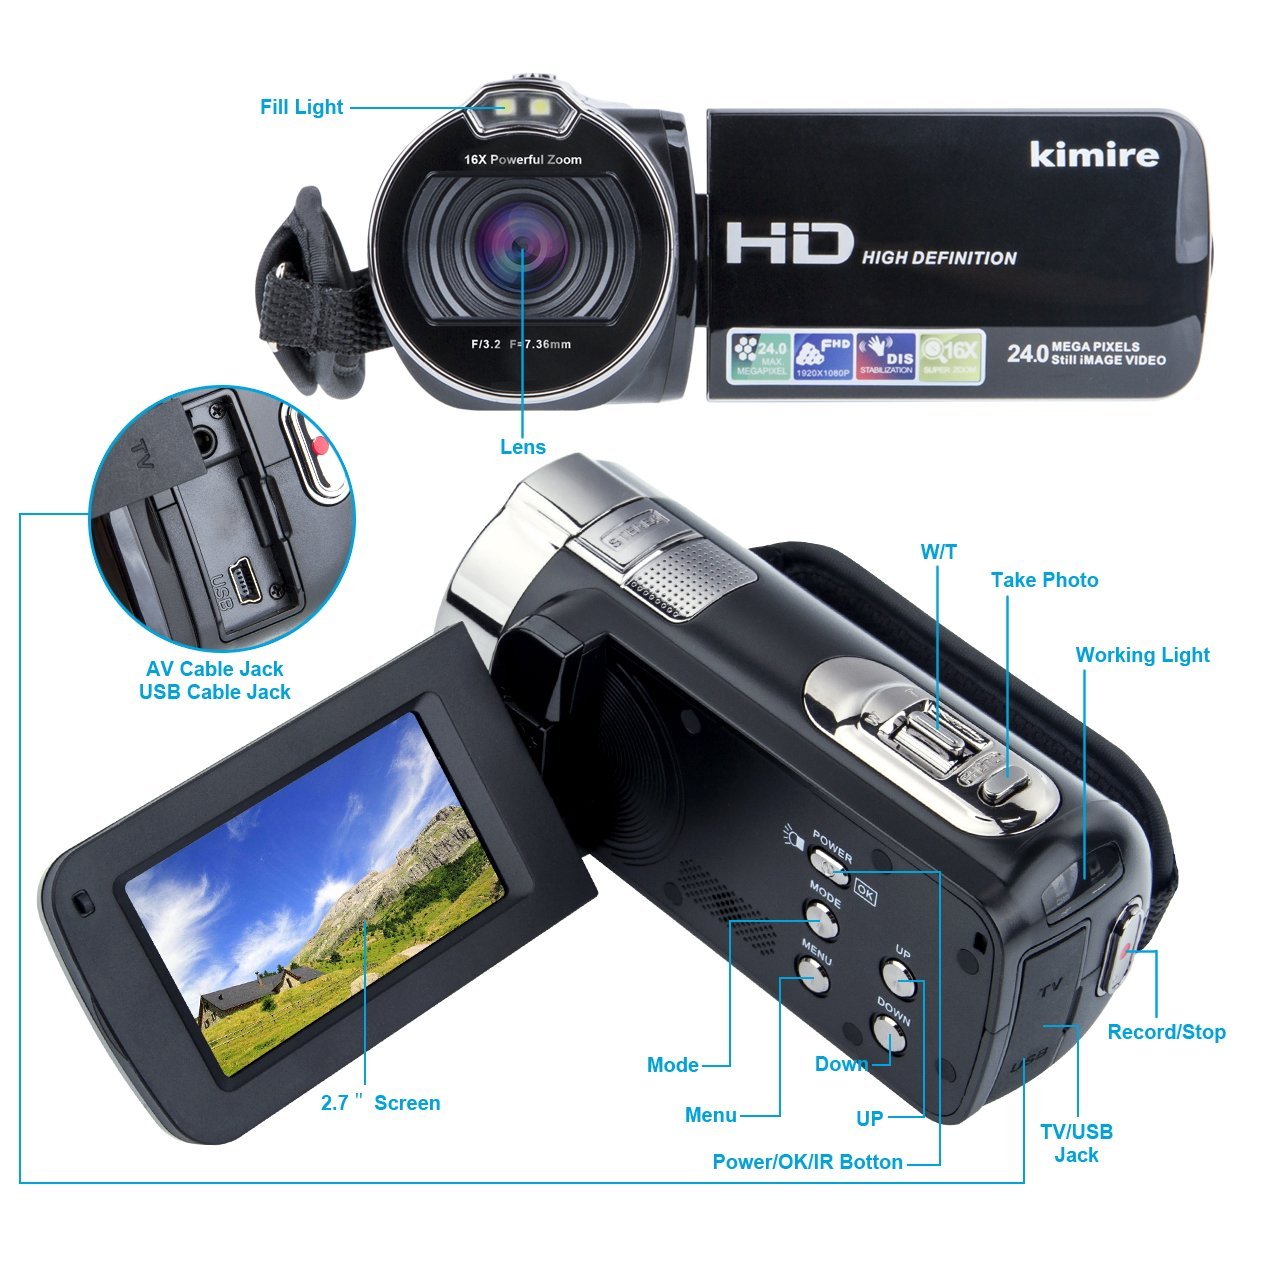 Fill Light
16X Powerful Zoom
F/3.2 F=7.36mm
Lens
kimire
HD HIGH DEFINITION
24.0
MAX.
MEGAPIXEL
FHD
1920X1080P
DIS
STABILIZATION
16X
SUPER ZOOM
24.0 MEGA PIXELS
Still iMAGE VIDEO
TV
USB
AV Cable Jack
USB Cable Jack
W/T
Take Photo
Working Light
POWER
OK
MODE
MENU
UP
DOWN
TV
USB
Mode
Down
Record/Stop
2.7 " Screen
Menu
UP
TV/USB
Jack
Power/OK/IR Botton